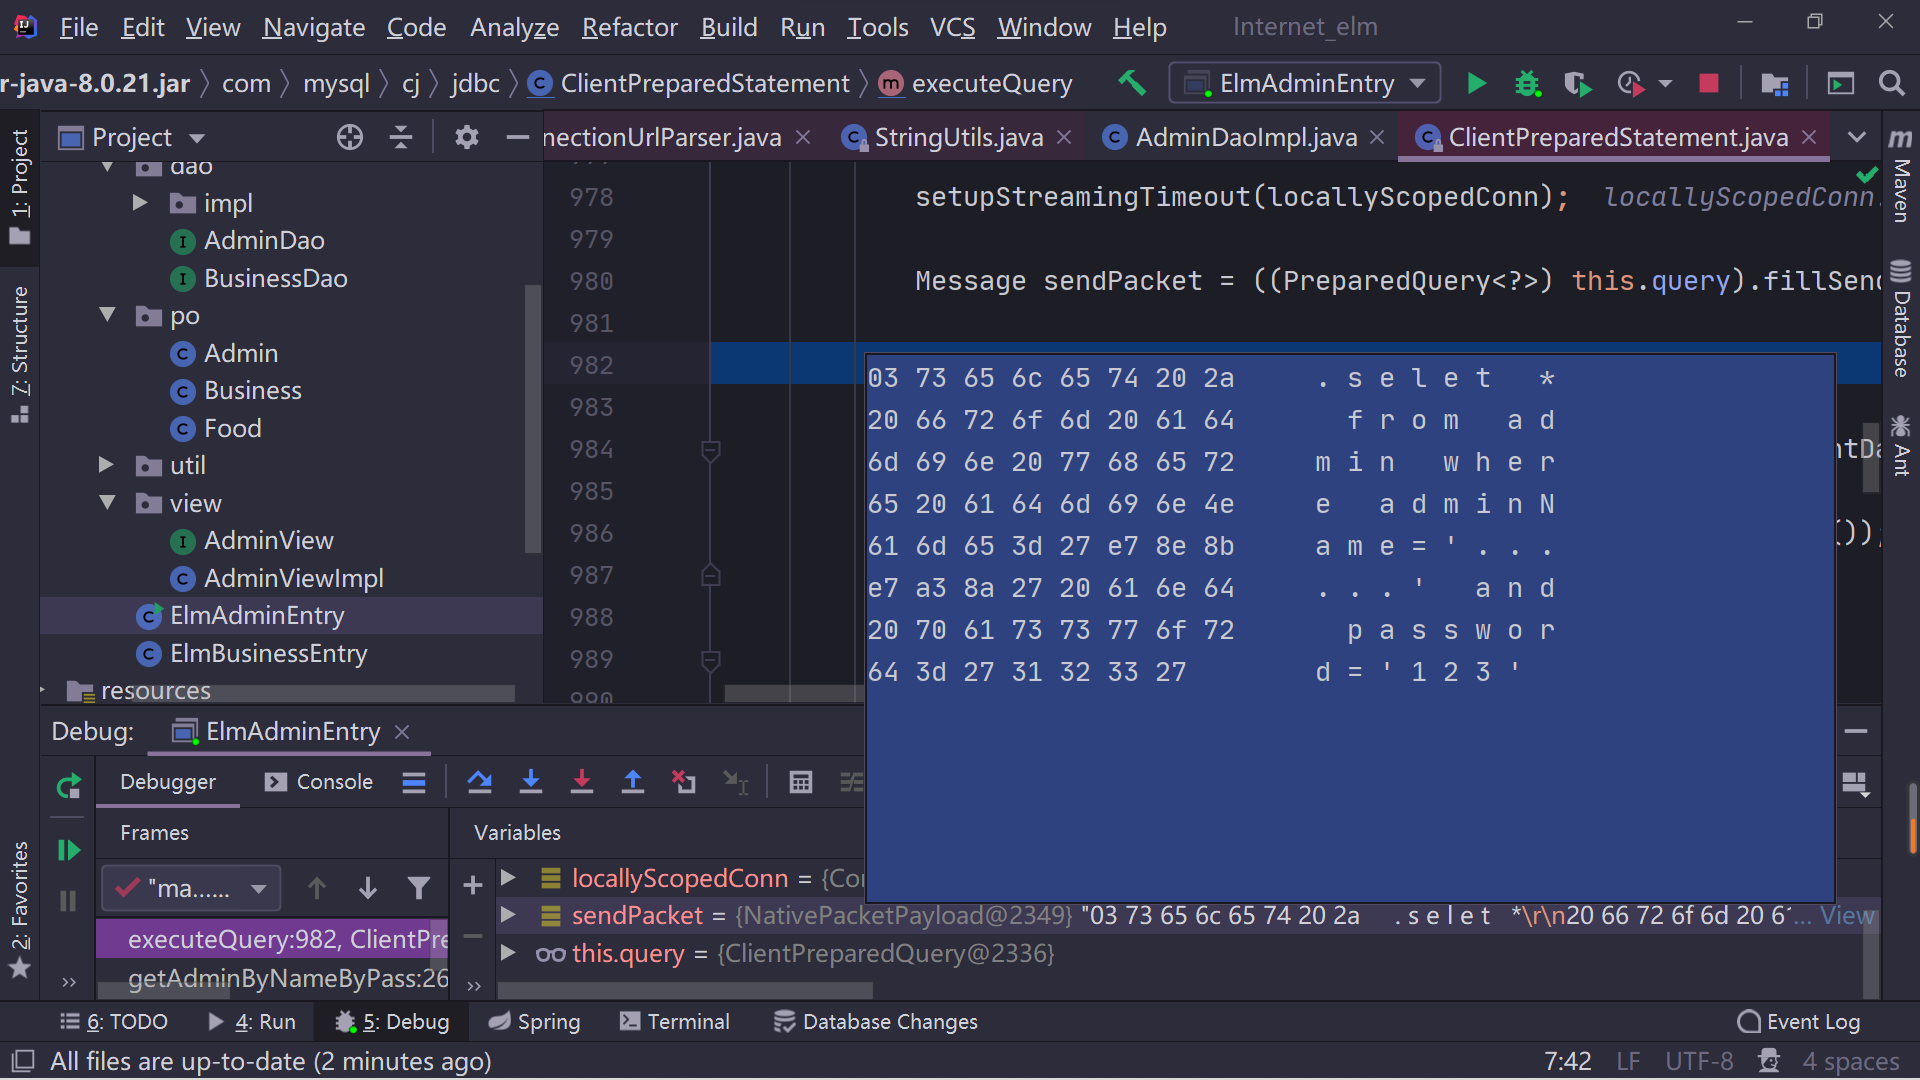 File Edit View Navigate Code Analyze Refactor Build Run Tools VCS Window Help Internet_elm
r-java-8.0.21.jar com mysql cj jdbc ClientPreparedStatement executeQuery ElmAdminEntry
1: Project
7: Structure
2: Favorites
Project
dao
impl
AdminDao
BusinessDao
po
Admin
Business
Food
util
view
AdminView
AdminViewImpl
ElmAdminEntry
ElmBusinessEntry
resources
nectionUrlParser.java StringUtils.java AdminDaoImpl.java ClientPreparedStatement.java
978 setupStreamingTimeout(locallyScopedConn); locallyScopedConn
979
980 Message sendPacket = ((PreparedQuery<?>) this.query).fillSend
981
982
983
984
985
986 ());
987
988
989
990
03 73 65 6c 65 74 20 2a . s e l e t *
20 66 72 6f 6d 20 61 64 f r o m a d
6d 69 6e 20 77 68 65 72 m i n w h e r
65 20 61 64 6d 69 6e 4e e a d m i n N
61 6d 65 3d 27 e7 8e 8b a m e = ' . . .
e7 a3 8a 27 20 61 6e 64 . . . ' a n d
20 70 61 73 73 77 6f 72 p a s s w o r
64 3d 27 31 32 33 27 d = ' 1 2 3 '
Maven
Database
Ant
Debug: ElmAdminEntry
Debugger Console
Frames Variables
"ma......
executeQuery:982, ClientPre
getAdminByNameByPass:26
locallyScopedConn = {Co
sendPacket = {NativePacketPayload@2349} "03 73 65 6c 65 74 20 2a . s e l e t *\r\n20 66 72 6f 6d 20 6... View
this.query = {ClientPreparedQuery@2336}
6: TODO 4: Run 5: Debug Spring Terminal Database Changes Event Log
All files are up-to-date (2 minutes ago) 7:42 LF UTF-8 4 spaces